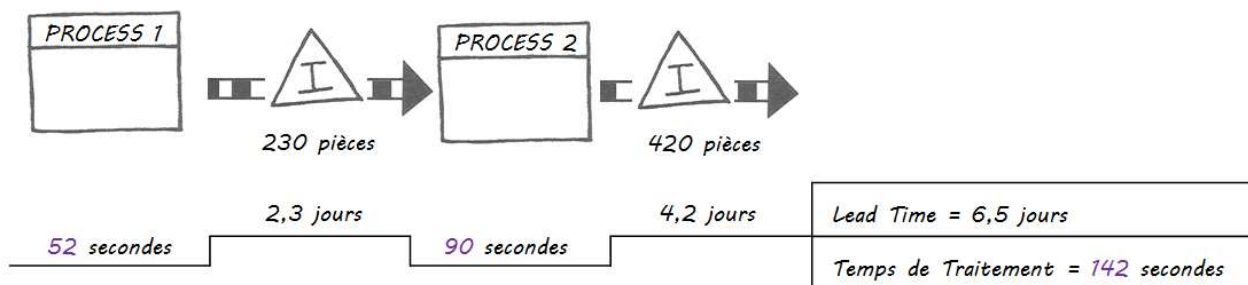 PROCESS 1
I
PROCESS 2
I
230 pièces
420 pièces
2,3 jours
4,2 jours
Lead Time = 6,5 jours
52 secondes
90 secondes
Temps de Traitement = 142 secondes